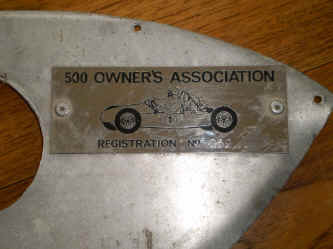 500 OWNER'S ASSOCIATION
REGISTRATION Nº